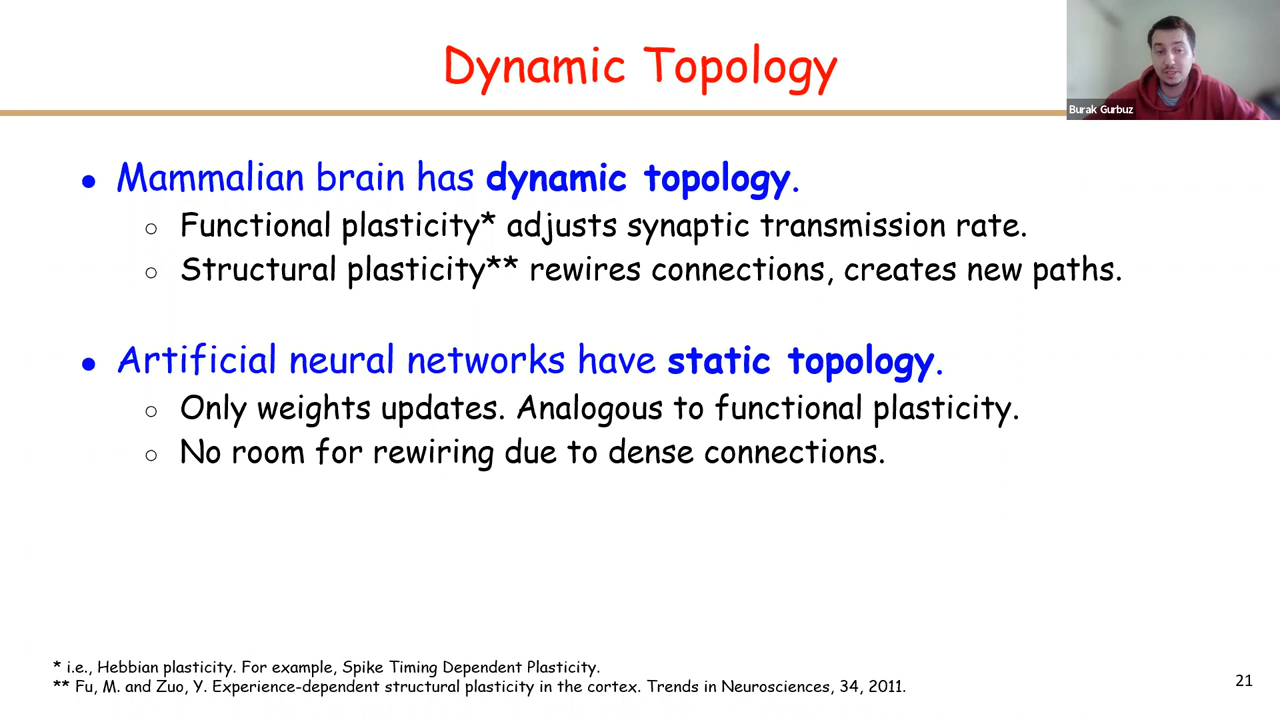 Dynamic Topology
Burak Gurbuz
● Mammalian brain has dynamic topology.
○ Functional plasticity* adjusts synaptic transmission rate.
○ Structural plasticity** rewires connections, creates new paths.
● Artificial neural networks have static topology.
○ Only weights updates. Analogous to functional plasticity.
○ No room for rewiring due to dense connections.
* i.e., Hebbian plasticity. For example, Spike Timing Dependent Plasticity.
** Fu, M. and Zuo, Y. Experience-dependent structural plasticity in the cortex. Trends in Neurosciences, 34, 2011.
21